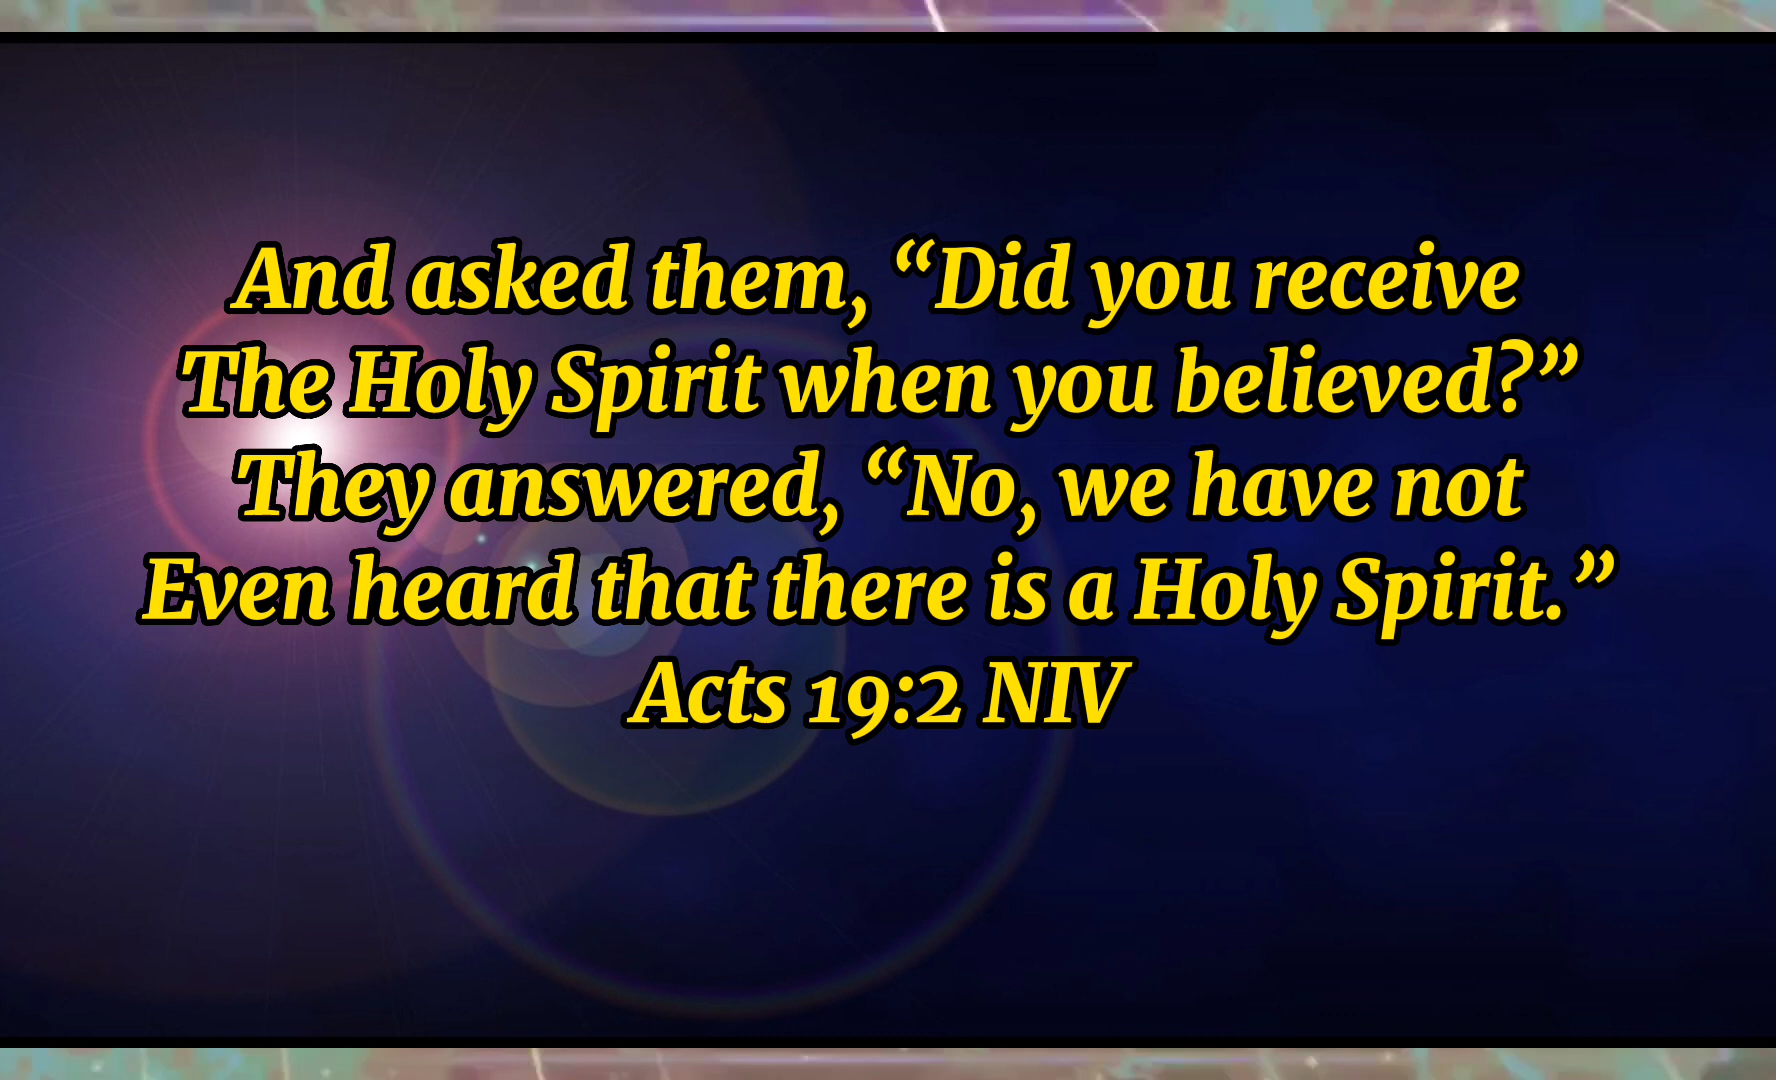 And asked them, “Did you receive
The Holy Spirit when you believed?”
They answered, “No, we have not
Even heard that there is a Holy Spirit.”
Acts 19:2 NIV